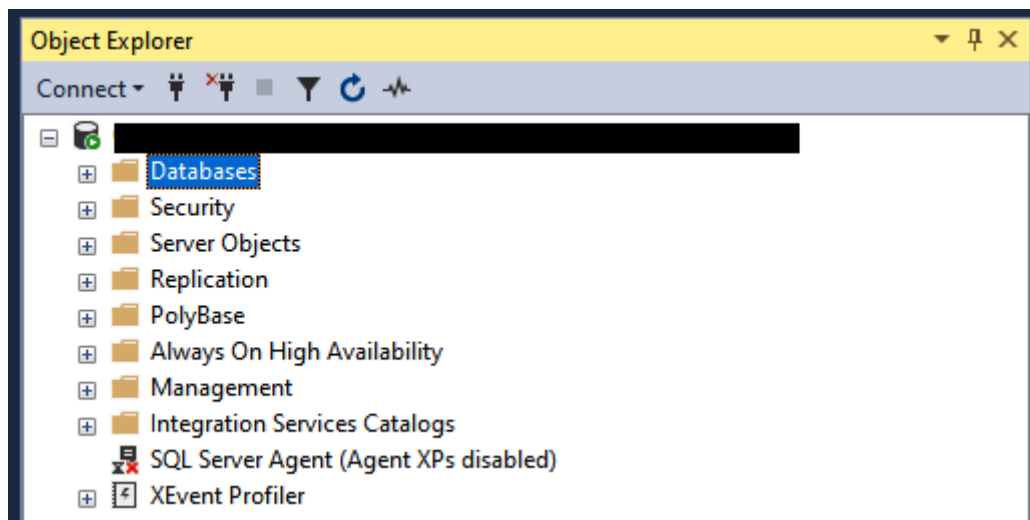 Object Explorer
Connect
Databases
Security
Server Objects
Replication
PolyBase
Always On High Availability
Management
Integration Services Catalogs
SQL Server Agent (Agent XPs disabled)
XEvent Profiler